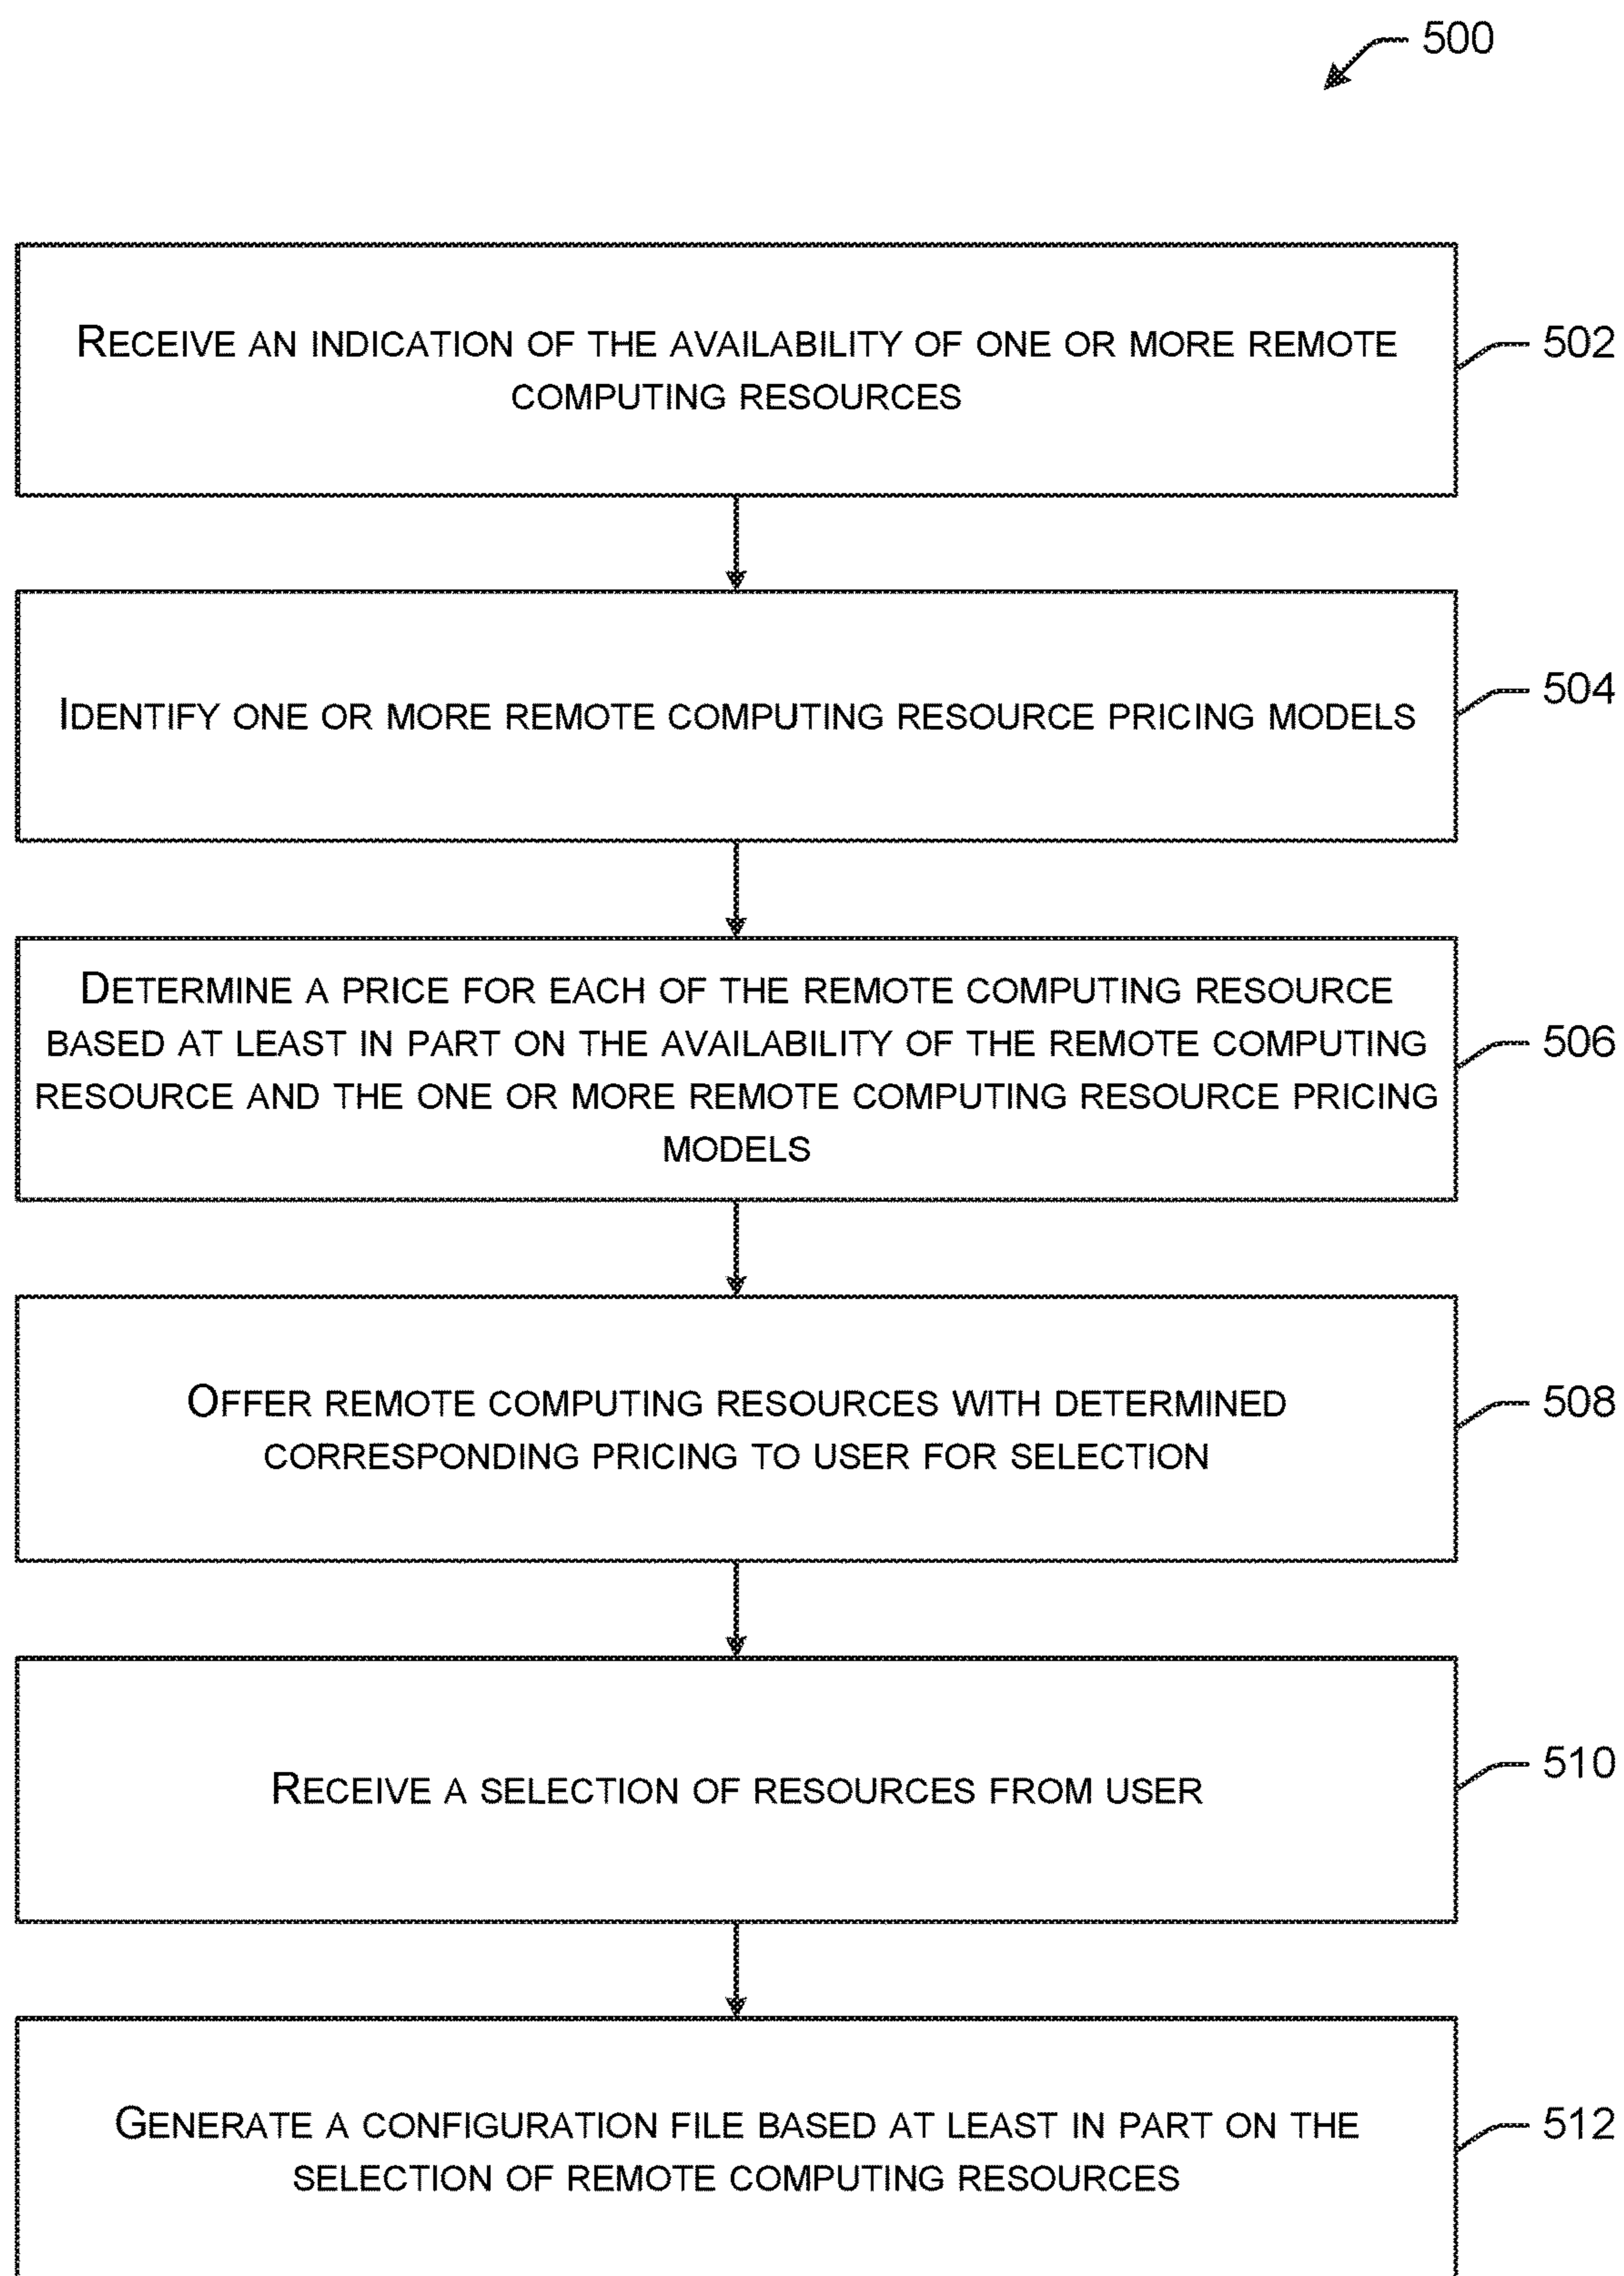 500
RECEIVE AN INDICATION OF THE AVAILABILITY OF ONE OR MORE REMOTE
COMPUTING RESOURCES
502
IDENTIFY ONE OR MORE REMOTE COMPUTING RESOURCE PRICING MODELS
504
DETERMINE A PRICE FOR EACH OF THE REMOTE COMPUTING RESOURCE
BASED AT LEAST IN PART ON THE AVAILABILITY OF THE REMOTE COMPUTING
RESOURCE AND THE ONE OR MORE REMOTE COMPUTING RESOURCE PRICING
MODELS
506
OFFER REMOTE COMPUTING RESOURCES WITH DETERMINED
CORRESPONDING PRICING TO USER FOR SELECTION
508
RECEIVE A SELECTION OF RESOURCES FROM USER
510
GENERATE A CONFIGURATION FILE BASED AT LEAST IN PART ON THE
SELECTION OF REMOTE COMPUTING RESOURCES
512